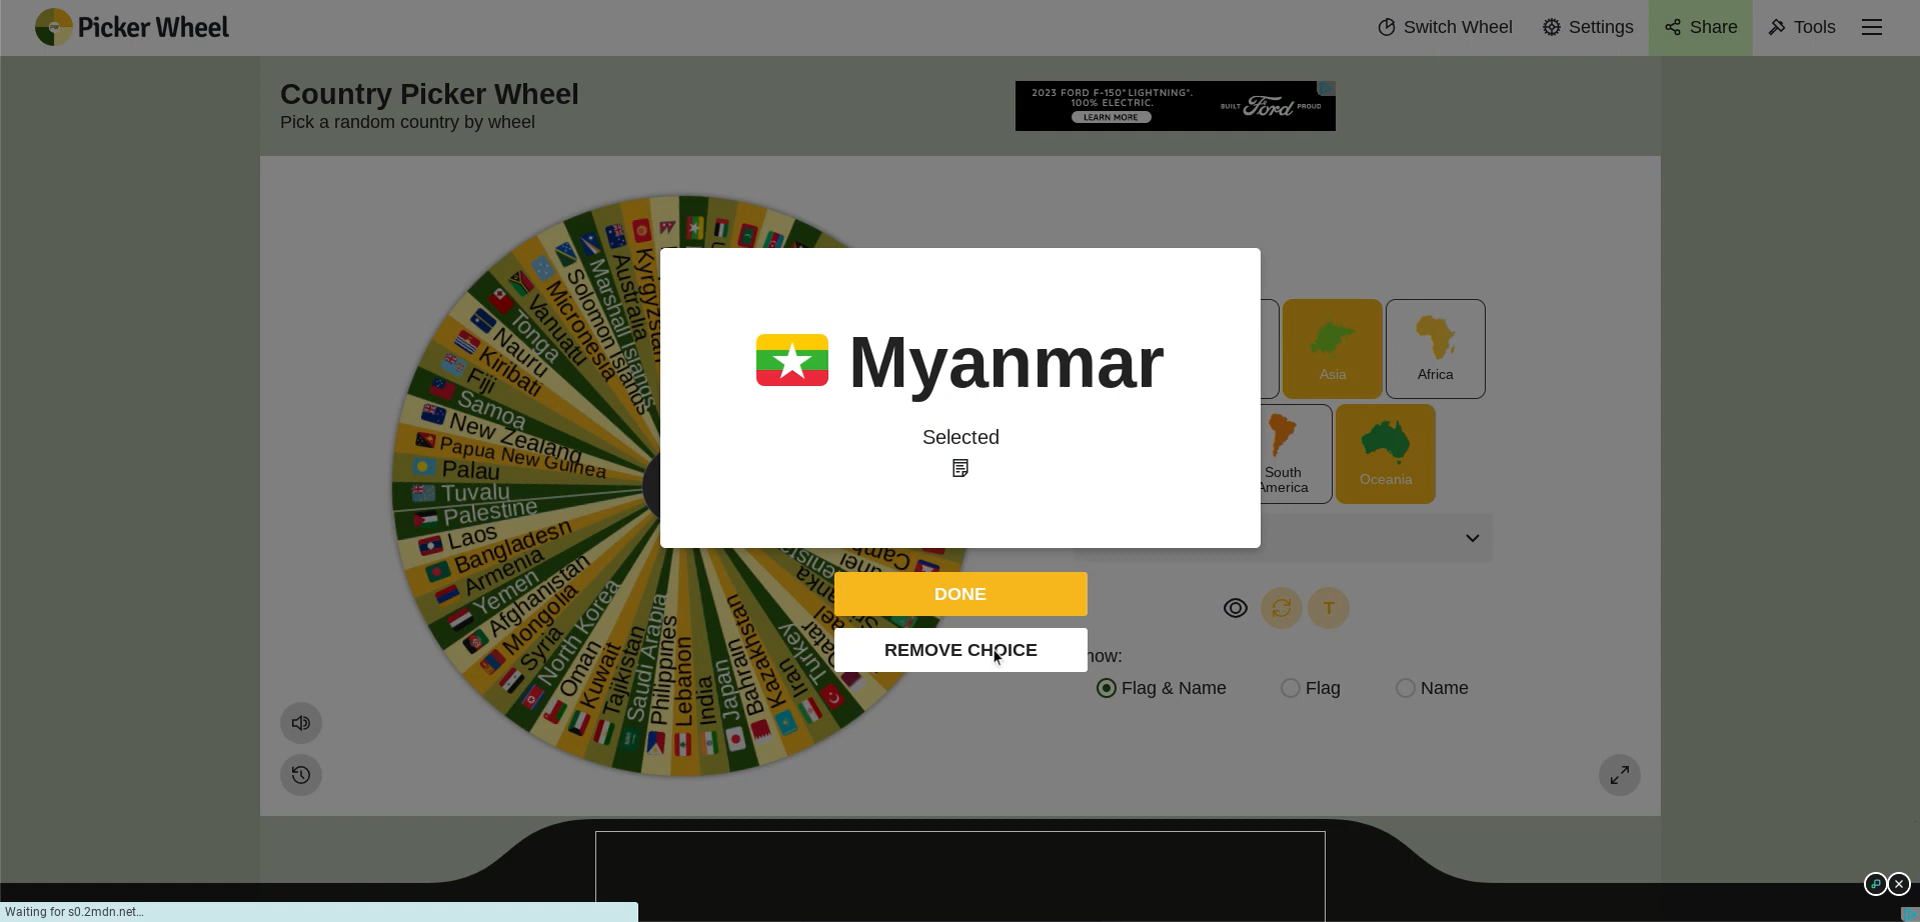 Picker Wheel
Switch Wheel
Settings
Share
Tools
Country Picker Wheel
Pick a random country by wheel
2023 FORD F-150® LIGHTNING®.
100% ELECTRIC.
LEARN MORE
BUILT Ford PROUD
Kyrgyzstan
Australia
Marshall Islands
Solomon Islands
Micronesia
Vanuatu
Tonga
Nauru
Kiribati
Fiji
Samoa
New Zealand
Papua New Guinea
Palau
Tuvalu
Palestine
Laos
Bangladesh
Armenia
Yemen
Afghanistan
Mongolia
Syria
North Korea
Oman
Kuwait
Tajikistan
Saudi Arabia
Philippines
Lebanon
India
Japan
Bahrain
Kazakhstan
Iran
Turkey
Myanmar
Selected
DONE
REMOVE CHOICE
Asia
Africa
South
America
Oceania
T
Flag & Name
Flag
Name
Waiting for s0.2mdn.net…